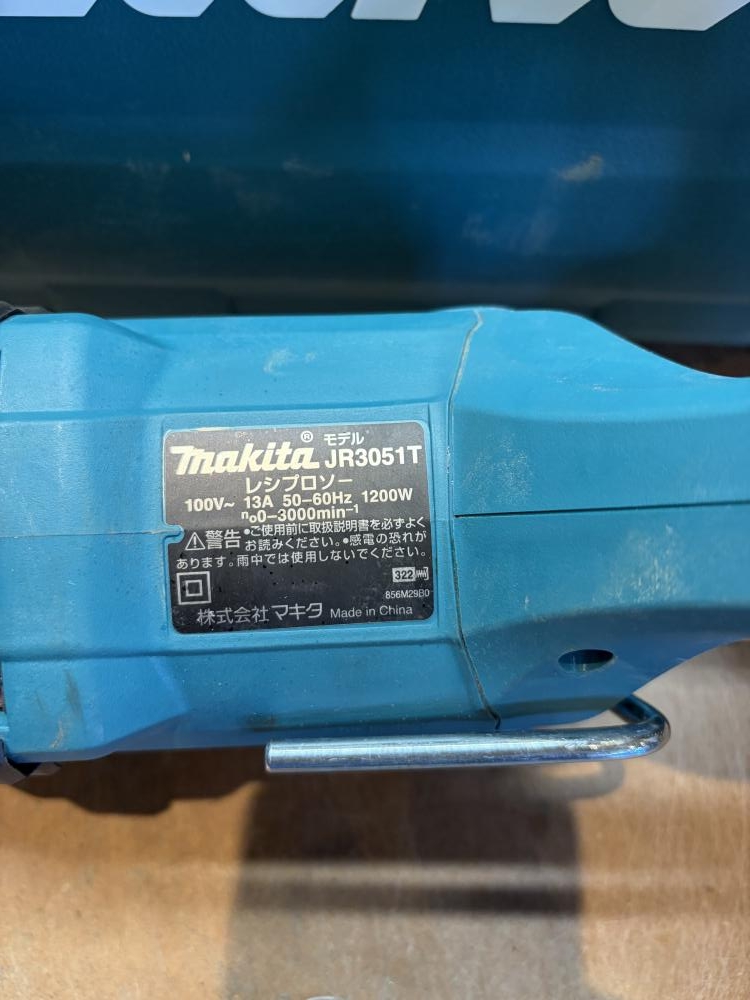 makita® モデル JR3051T
レシプロソー
100V~ 13A 50-60Hz 1200W
n₀0-3000min⁻¹
⚠警告 •ご使用前に取扱説明書を必ずよく
お読みください。•感電の恐れが
あります。雨中では使用しないでください。
322
856M29B0
株式会社 マキタ Made in China